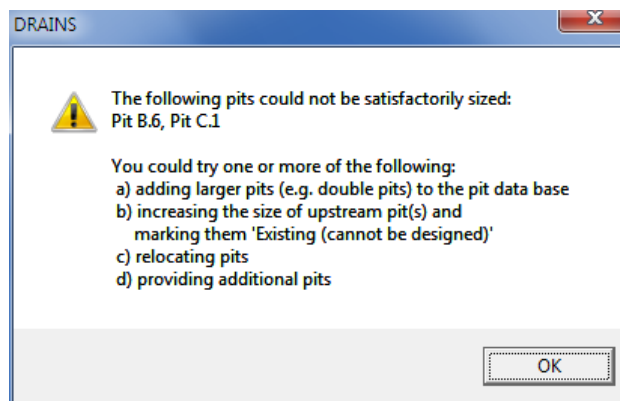 DRAINS
The following pits could not be satisfactorily sized:
Pit B.6, Pit C.1
You could try one or more of the following:
a) adding larger pits (e.g. double pits) to the pit data base
b) increasing the size of upstream pit(s) and
marking them 'Existing (cannot be designed)'
c) relocating pits
d) providing additional pits
OK